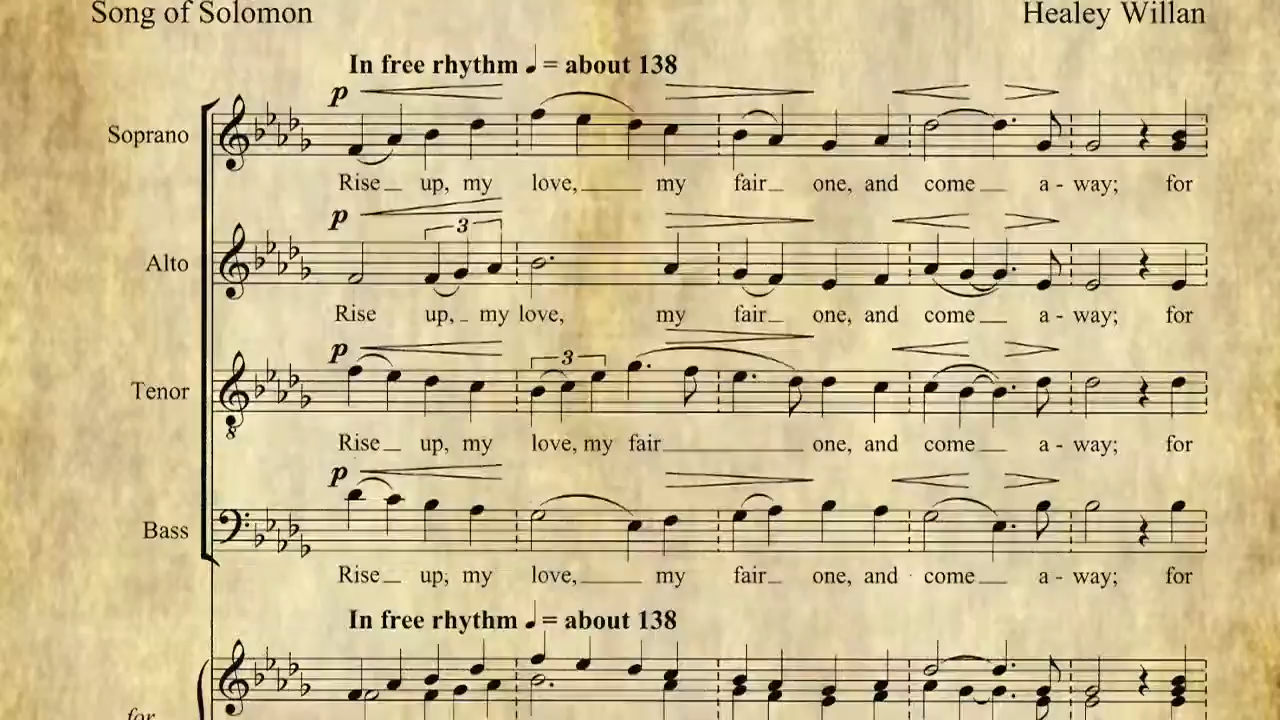 Song of Solomon Healey Willan
In free rhythm ♩ = about 138
p
Soprano
Rise up, my love, my fair one, and come a - way; for
p
3
Alto
Rise up, my love, my fair one, and come a - way; for
p
3
Tenor
8
Rise up, my love, my fair one, and come a - way; for
p
Bass
Rise up, my love, my fair one, and come a - way; for
In free rhythm ♩ = about 138
for